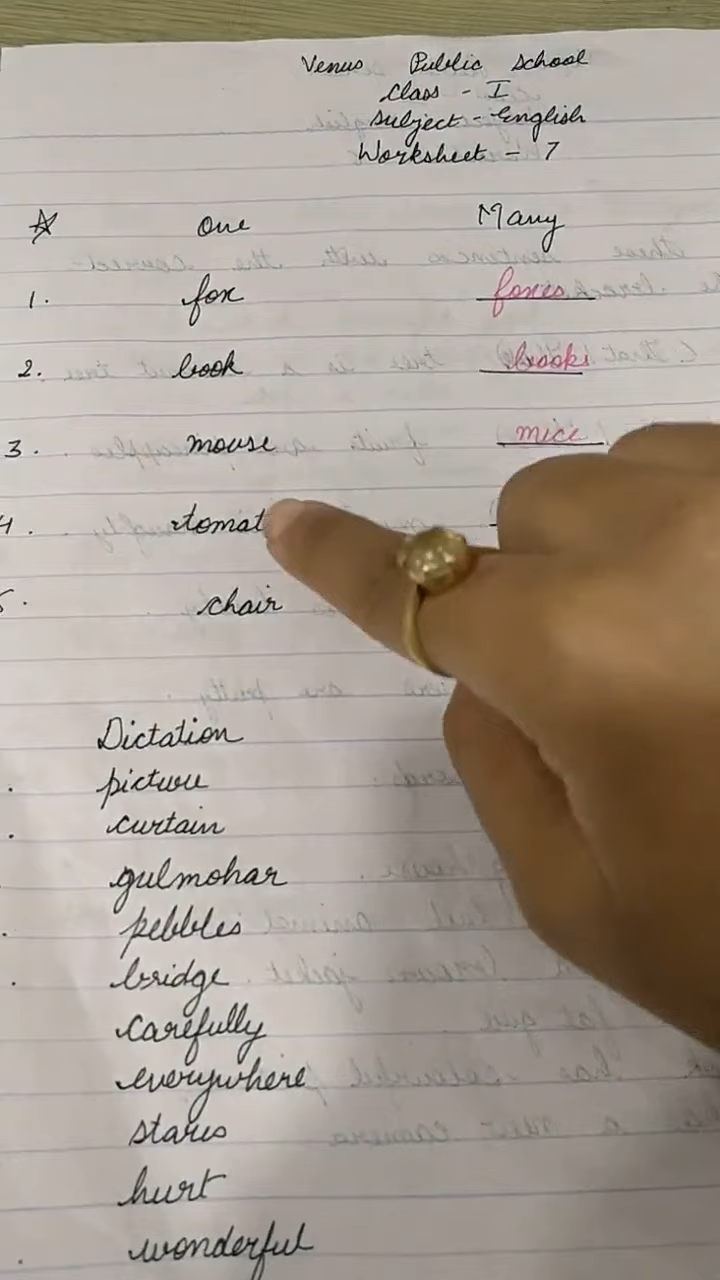 Venus Public School
Class - I
Subject - English
Worksheet - 7
One Many
1. fox foxes
2. book books
3. mouse mice
4. tomat
5. chair
Dictation
picture
curtain
gulmohar
pebbles
bridge
carefully
everywhere
stares
hurt
wonderful